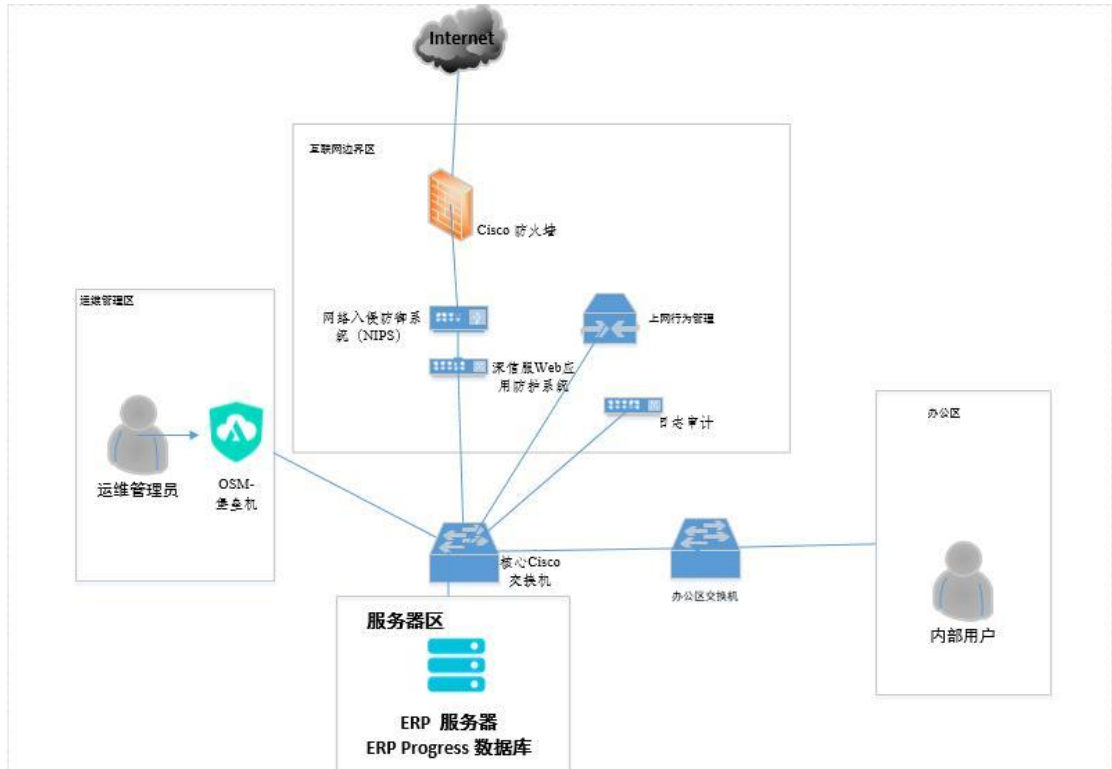 Internet
互联网边界区
Cisco 防火墙
运维管理区
网络入侵防御系
统（NIPS）
上网行为管理
深信服Web应
用防护系统
日志审计
办公区
运维管理员
OSM-
堡垒机
核心Cisco
交换机
办公区交换机
内部用户
服务器区
ERP 服务器
ERP Progress 数据库